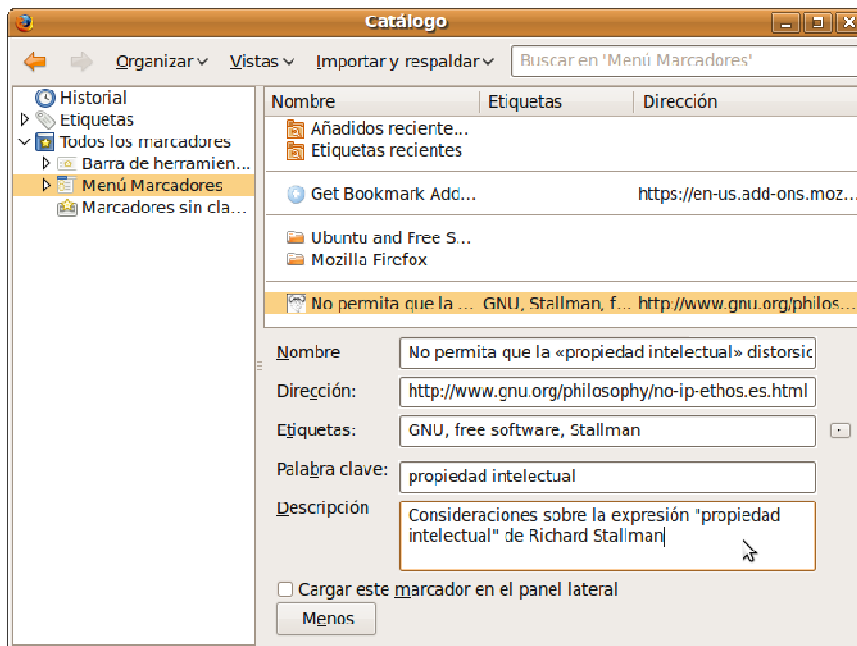 Catálogo
Organizar Vistas Importar y respaldar Buscar en 'Menú Marcadores'
Historial
Etiquetas
Todos los marcadores
Barra de herramien...
Menú Marcadores
Marcadores sin cla...
Nombre Etiquetas Dirección
Añadidos reciente...
Etiquetas recientes
Get Bookmark Add... https://en-us.add-ons.moz...
Ubuntu and Free S...
Mozilla Firefox
No permita que la ... GNU, Stallman, f... http://www.gnu.org/philos...
Nombre No permita que la «propiedad intelectual» distorsio
Dirección: http://www.gnu.org/philosophy/no-ip-ethos.es.html
Etiquetas: GNU, free software, Stallman
Palabra clave: propiedad intelectual
Descripción Consideraciones sobre la expresión "propiedad
intelectual" de Richard Stallman
Cargar este marcador en el panel lateral
Menos